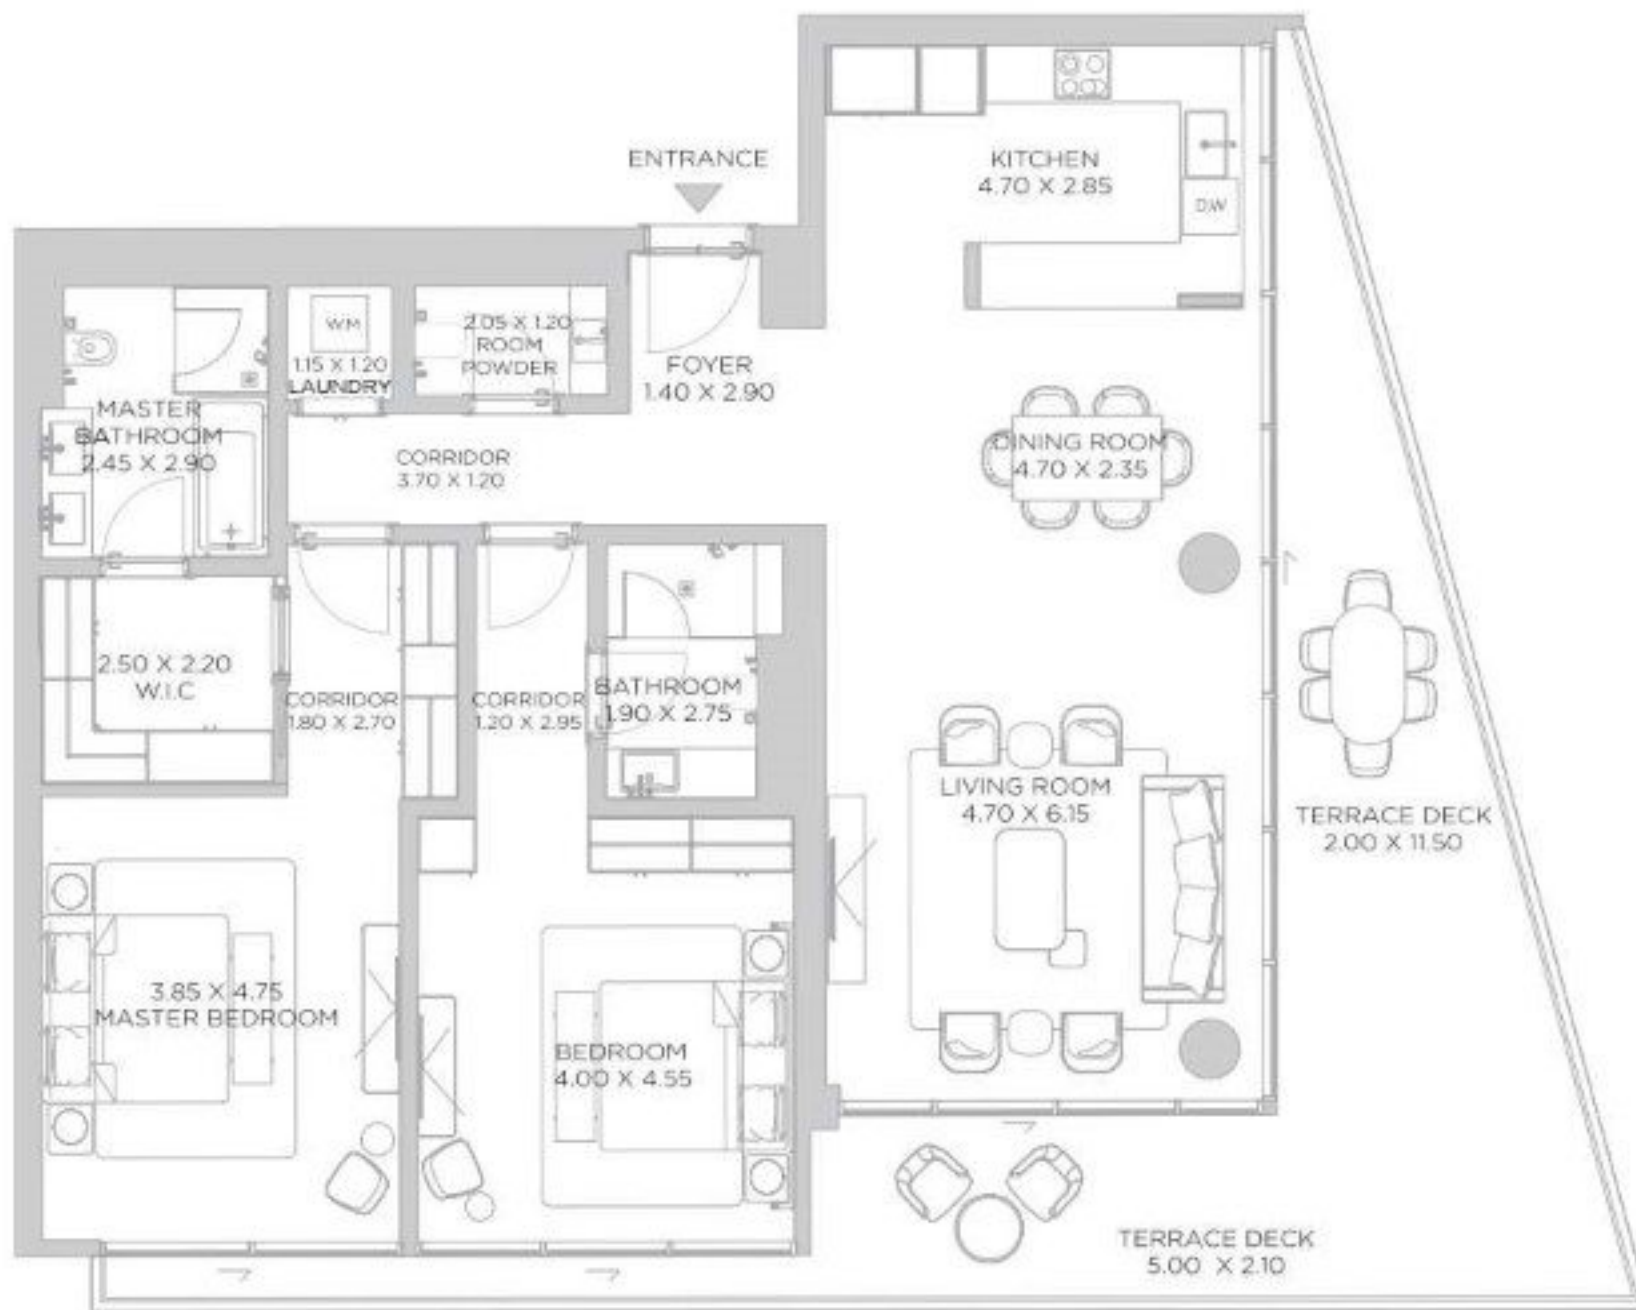 ENTRANCE
KITCHEN
4.70 X 2.85
D.W
WM
1.15 X 1.20
LAUNDRY
2.05 X 1.20
ROOM
POWDER
FOYER
1.40 X 2.90
MASTER
BATHROOM
2.45 X 2.90
CORRIDOR
3.70 X 1.20
DINING ROOM
4.70 X 2.35
2.50 X 2.20
W.I.C
CORRIDOR
1.80 X 2.70
CORRIDOR
1.20 X 2.95
BATHROOM
1.90 X 2.75
LIVING ROOM
4.70 X 6.15
TERRACE DECK
2.00 X 11.50
3.85 X 4.75
MASTER BEDROOM
BEDROOM
4.00 X 4.55
TERRACE DECK
5.00 X 2.10